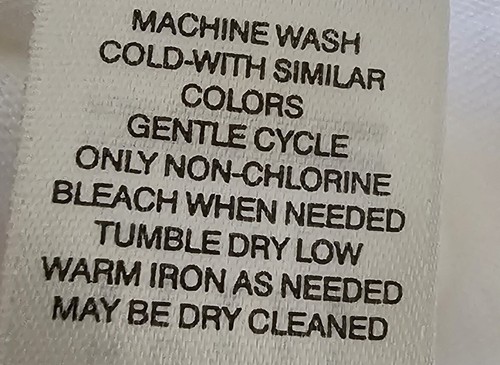 MACHINE WASH
COLD-WITH SIMILAR
COLORS
GENTLE CYCLE
ONLY NON-CHLORINE
BLEACH WHEN NEEDED
TUMBLE DRY LOW
WARM IRON AS NEEDED
MAY BE DRY CLEANED